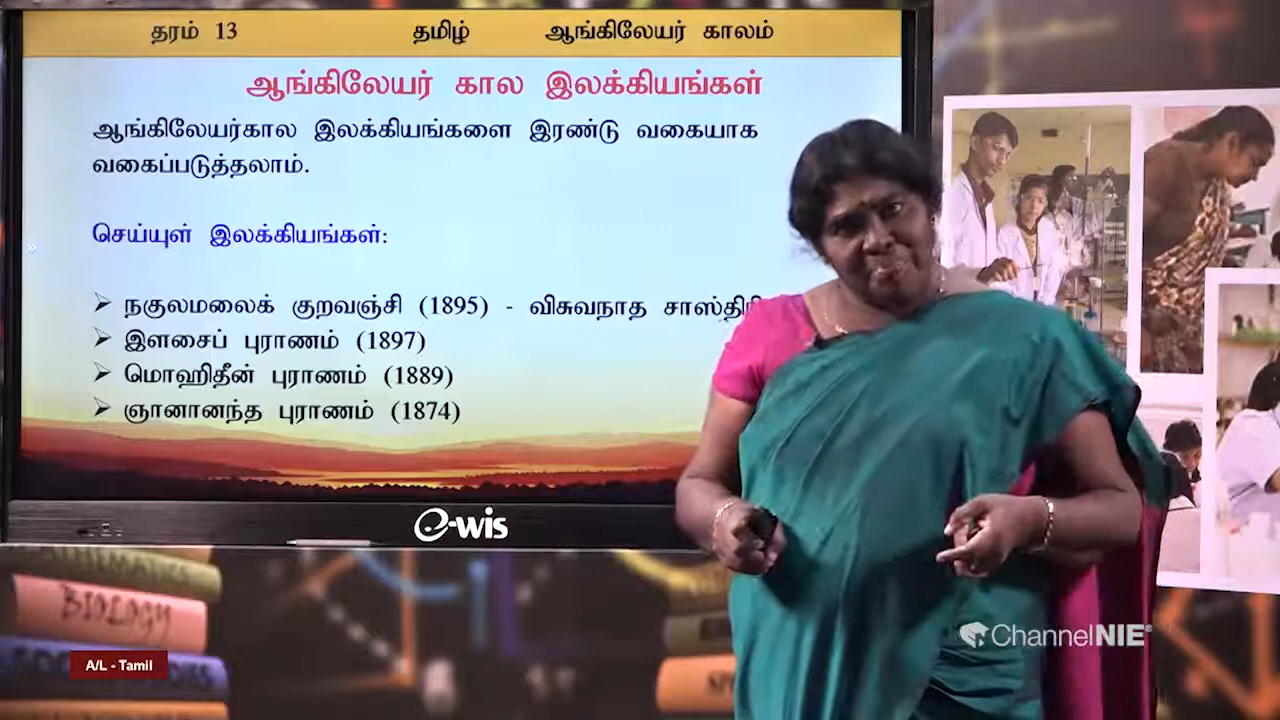 தரம் 13 தமிழ் ஆங்கிலேயர் காலம்
ஆங்கிலேயர் கால இலக்கியங்கள்
ஆங்கிலேயர்கால இலக்கியங்களை இரண்டு வகையாக
வகைப்படுத்தலாம்.
செய்யுள் இலக்கியங்கள்:
➢ நகுலமலைக் குறவஞ்சி (1895) - விசுவநாத
➢ இளசைப் புராணம் (1897)
➢ மொஹிதீன் புராணம் (1889)
➢ ஞானானந்த புராணம் (1874)
e-wis
MATHEMATICS
BIOLOGY
A/L - Tamil
ChannelNIE